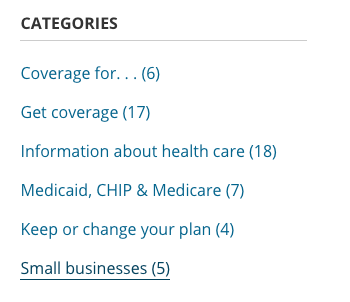 CATEGORIES
Coverage for. . . (6)
Get coverage (17)
Information about health care (18)
Medicaid, CHIP & Medicare (7)
Keep or change your plan (4)
Small businesses (5)